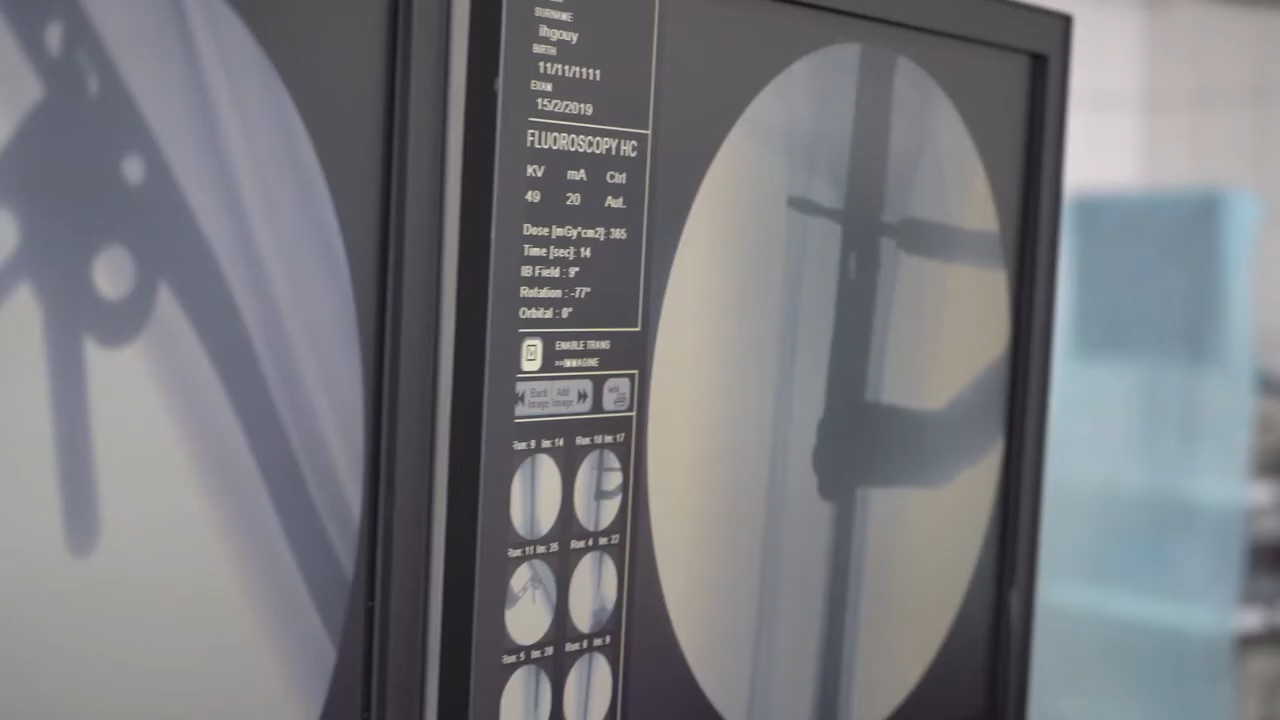 SURNAME
ihgouy
BIRTH
11/11/1111
EXAM
15/2/2019
FLUOROSCOPY HC
KV mA Ctrl
49 20 Aut.
Dose [mGy*cm2]: 365
Time [sec]: 14
IB Field : 9"
Rotation : -77°
Orbital : 0°
ENABLE TRANS
>>IMMAGINE
Back Add
Image Image
Run: 9 Im: 14 Run: 10 Im: 17
Run: 11 Im: 35 Run: 4 Im: 22
Run: 5 Im: 28 Run: 8 Im: 9